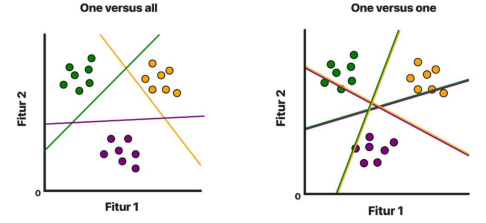 One versus all
Fitur 2
0
Fitur 1
One versus one
Fitur 2
0
Fitur 1